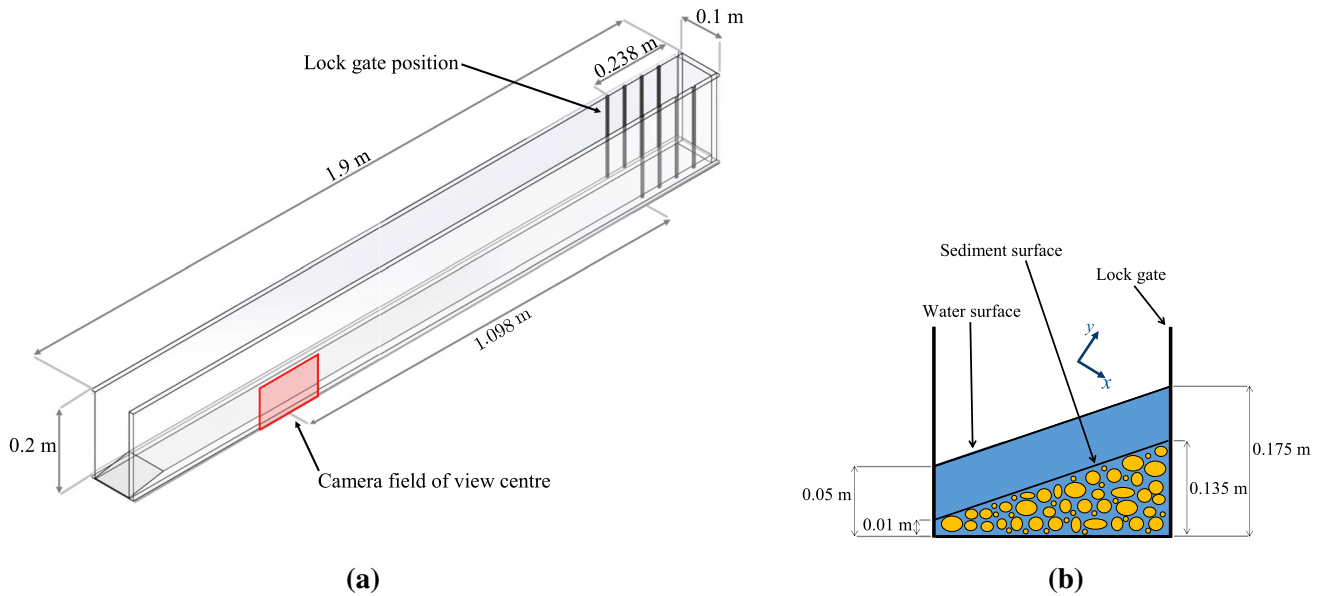 0.1 m
Lock gate position
0.238 m
1.9 m
1.098 m
0.2 m
Camera field of view centre
(a)
Sediment surface
Lock gate
Water surface
y
x
0.175 m
0.05 m
0.135 m
0.01 m
(b)